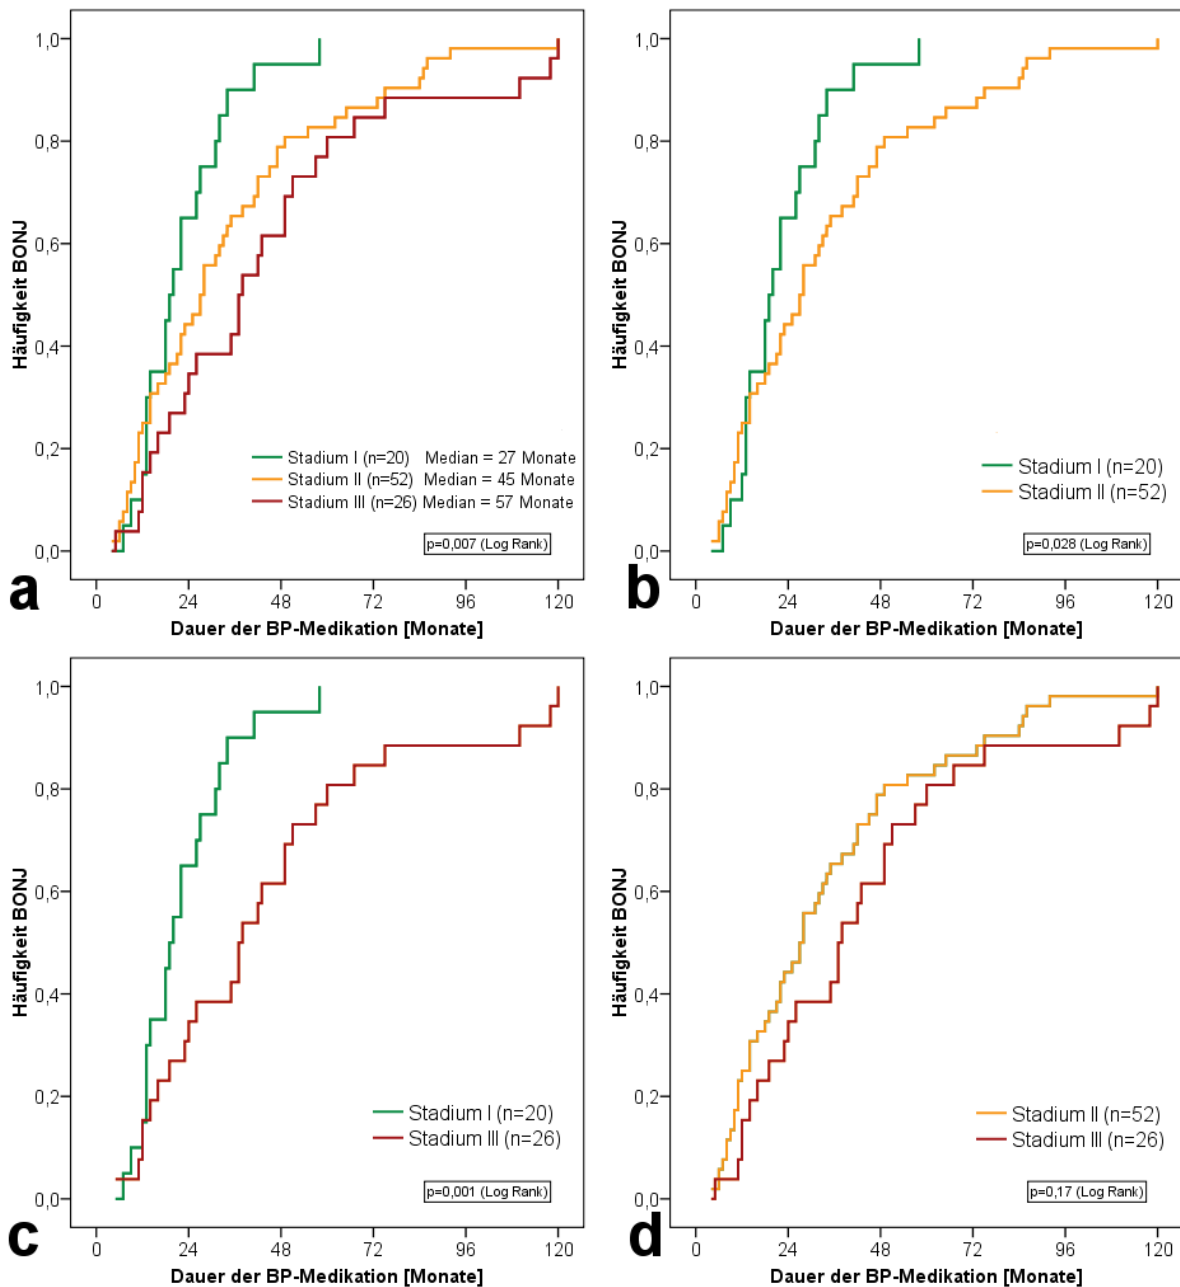 1,0
0,8
0,6
0,4
0,2
0,0
Häufigkeit BONJ
Stadium I (n=20) Median = 27 Monate
Stadium II (n=52) Median = 45 Monate
Stadium III (n=26) Median = 57 Monate
p=0,007 (Log Rank)
0 24 48 72 96 120
Dauer der BP-Medikation [Monate]
a
1,0
0,8
0,6
0,4
0,2
0,0
Häufigkeit BONJ
Stadium I (n=20)
Stadium II (n=52)
p=0,028 (Log Rank)
0 24 48 72 96 120
Dauer der BP-Medikation [Monate]
b
1,0
0,8
0,6
0,4
0,2
0,0
Häufigkeit BONJ
Stadium I (n=20)
Stadium III (n=26)
p=0,001 (Log Rank)
0 24 48 72 96 120
Dauer der BP-Medikation [Monate]
c
1,0
0,8
0,6
0,4
0,2
0,0
Häufigkeit BONJ
Stadium II (n=52)
Stadium III (n=26)
p=0,17 (Log Rank)
0 24 48 72 96 120
Dauer der BP-Medikation [Monate]
d